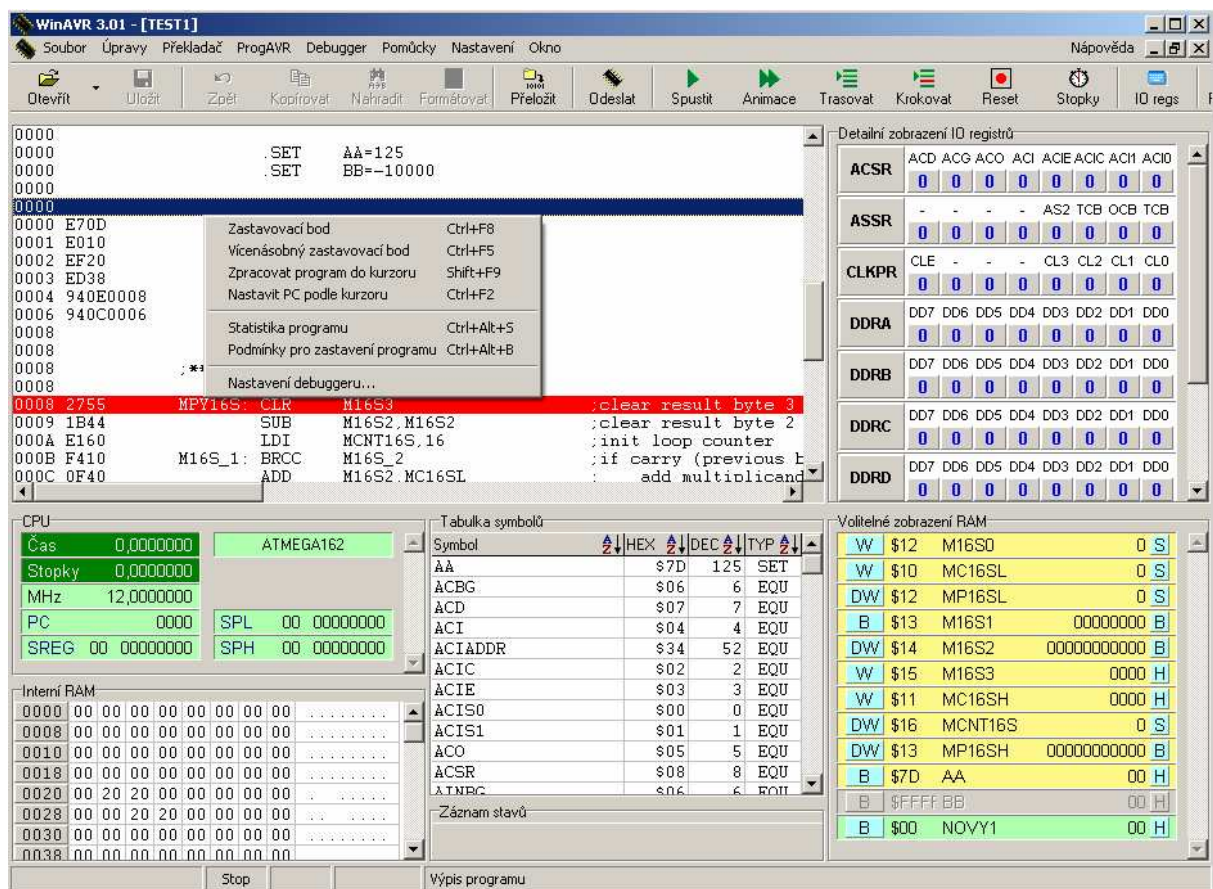 WinAVR 3.01 - [TEST1]
Soubor Úpravy Překladač ProgAVR Debugger Pomůcky Nastavení Okno Nápověda
Otevřít Uložit Zpět Kopírovat Nahradit Formátovat Přeložit Odeslat Spustit Animace Trasovat Krokovat Reset Stopky IO regs
0000
0000 .SET AA=125
0000 .SET BB=-10000
0000
0000
0000 E70D
0001 E010
0002 EF20
0003 ED38
0004 940E0008
0006 940C0006
0008
0008
0008 ;**
0008
0008 2755 MPY16S: CLR M16S3 ;clear result byte 3
0009 1B44 SUB M16S2,M16S2 ;clear result byte 2
000A E160 LDI MCNT16S,16 ;init loop counter
000B F410 M16S_1: BRCC M16S_2 ;if carry (previous b
000C 0F40 ADD M16S2,MC16SL ; add multiplicand
Zastavovací bod Ctrl+F8
Vícenásobný zastavovací bod Ctrl+F5
Zpracovat program do kurzoru Shift+F9
Nastavit PC podle kurzoru Ctrl+F2
Statistika programu Ctrl+Alt+S
Podmínky pro zastavení programu Ctrl+Alt+B
Nastavení debuggeru...
Detailní zobrazení IO registrů
ACSR ACD ACG ACO ACI ACIE ACIC ACI1 ACI0
0 0 0 0 0 0 0 0
ASSR - - - - AS2 TCB OCB TCB
0 0 0 0 0 0 0 0
CLKPR CLE - - - CL3 CL2 CL1 CL0
0 0 0 0 0 0 0 0
DDRA DD7 DD6 DD5 DD4 DD3 DD2 DD1 DD0
0 0 0 0 0 0 0 0
DDRB DD7 DD6 DD5 DD4 DD3 DD2 DD1 DD0
0 0 0 0 0 0 0 0
DDRC DD7 DD6 DD5 DD4 DD3 DD2 DD1 DD0
0 0 0 0 0 0 0 0
DDRD DD7 DD6 DD5 DD4 DD3 DD2 DD1 DD0
0 0 0 0 0 0 0 0
CPU
Čas 0,0000000 ATMEGA162
Stopky 0,0000000
MHz 12,0000000
PC 0000 SPL 00 00000000
SREG 00 00000000 SPH 00 00000000
Interní RAM
0000 00 00 00 00 00 00 00 00 ........
0008 00 00 00 00 00 00 00 00 ........
0010 00 00 00 00 00 00 00 00 ........
0018 00 00 00 00 00 00 00 00 ........
0020 00 20 20 00 00 00 00 00 . .....
0028 00 00 20 20 00 00 00 00 .. ....
0030 00 00 00 00 00 00 00 00 ........
0038 00 00 00 00 00 00 00 00
Tabulka symbolů
Symbol HEX DEC TYP
AA $7D 125 SET
ACBG $06 6 EQU
ACD $07 7 EQU
ACI $04 4 EQU
ACIADDR $34 52 EQU
ACIC $02 2 EQU
ACIE $03 3 EQU
ACIS0 $00 0 EQU
ACIS1 $01 1 EQU
ACO $05 5 EQU
ACSR $08 8 EQU
AINBG $06 6 EQU
Záznam stavů
Volitelné zobrazení RAM
W $12 M16S0 0 S
W $10 MC16SL 0 S
DW $12 MP16SL 0 S
B $13 M16S1 00000000 B
DW $14 M16S2 00000000000 B
W $15 M16S3 0000 H
W $11 MC16SH 0000 H
DW $16 MCNT16S 0 S
DW $13 MP16SH 00000000000 B
B $7D AA 00 H
B $FFFF BB 00 H
B $00 NOVY1 00 H
Stop Výpis programu